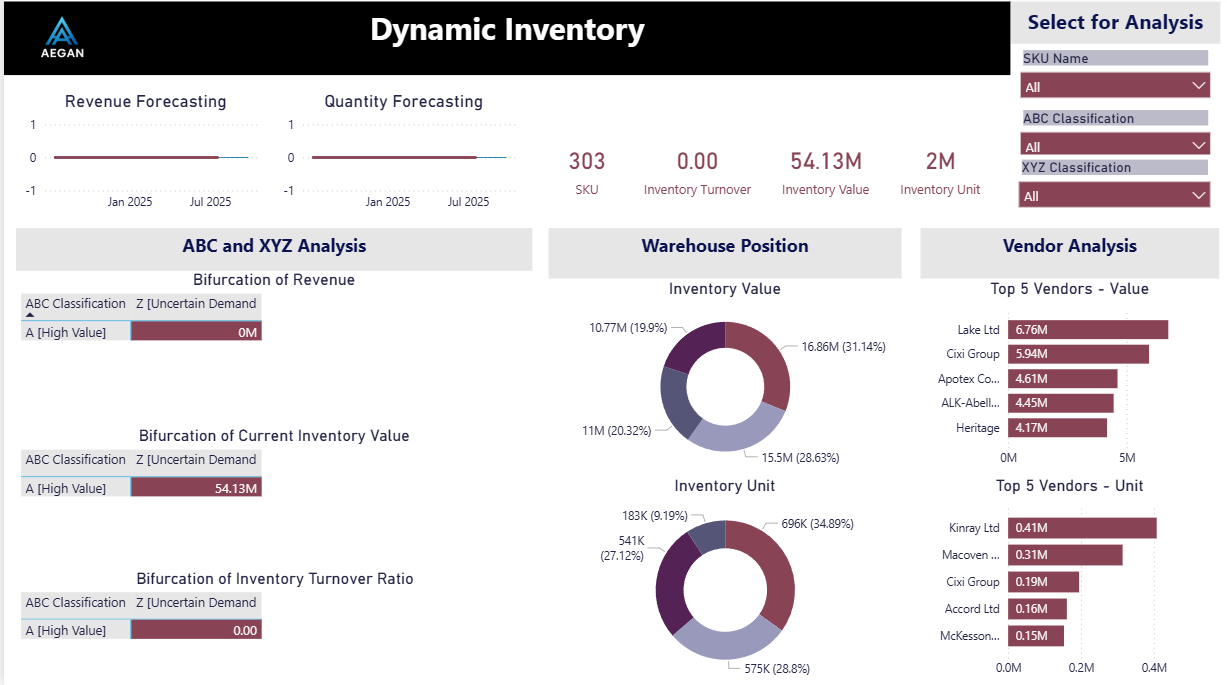 AEGAN
Dynamic Inventory
Select for Analysis
SKU Name
All
ABC Classification
All
XYZ Classification
All
Revenue Forecasting
1
0
-1
Jan 2025 Jul 2025
Quantity Forecasting
1
0
-1
Jan 2025 Jul 2025
303
SKU
0.00
Inventory Turnover
54.13M
Inventory Value
2M
Inventory Unit
ABC and XYZ Analysis
Bifurcation of Revenue
ABC Classification Z [Uncertain Demand
A [High Value] 0M
Bifurcation of Current Inventory Value
ABC Classification Z [Uncertain Demand
A [High Value] 54.13M
Bifurcation of Inventory Turnover Ratio
ABC Classification Z [Uncertain Demand
A [High Value] 0.00
Warehouse Position
Inventory Value
10.77M (19.9%)
16.86M (31.14%)
11M (20.32%)
15.5M (28.63%)
Inventory Unit
183K (9.19%)
696K (34.89%)
541K
(27.12%)
575K (28.8%)
Vendor Analysis
Top 5 Vendors - Value
Lake Ltd 6.76M
Cixi Group 5.94M
Apotex Co... 4.61M
ALK-Abell... 4.45M
Heritage 4.17M
0M 5M
Top 5 Vendors - Unit
Kinray Ltd 0.41M
Macoven ... 0.31M
Cixi Group 0.19M
Accord Ltd 0.16M
McKesson... 0.15M
0.0M 0.2M 0.4M